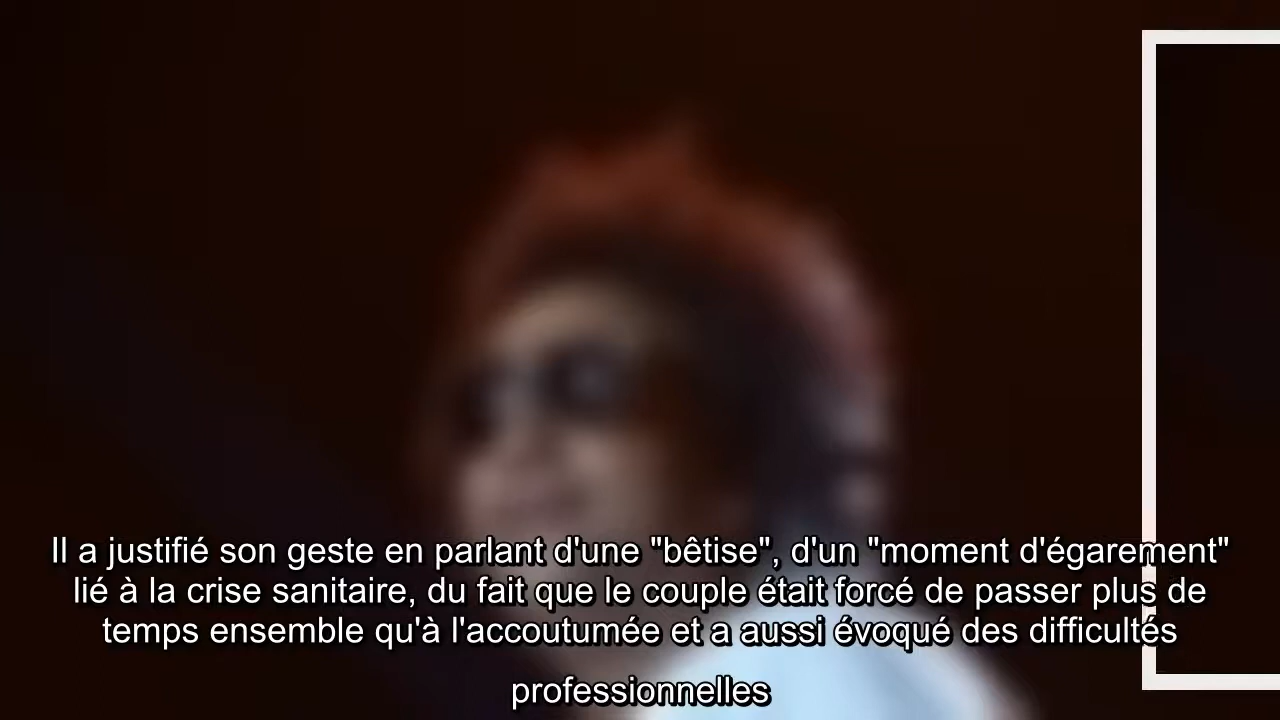 Il a justifié son geste en parlant d'une "bêtise", d'un "moment d'égarement"
lié à la crise sanitaire, du fait que le couple était forcé de passer plus de
temps ensemble qu'à l'accoutumée et a aussi évoqué des difficultés
professionnelles